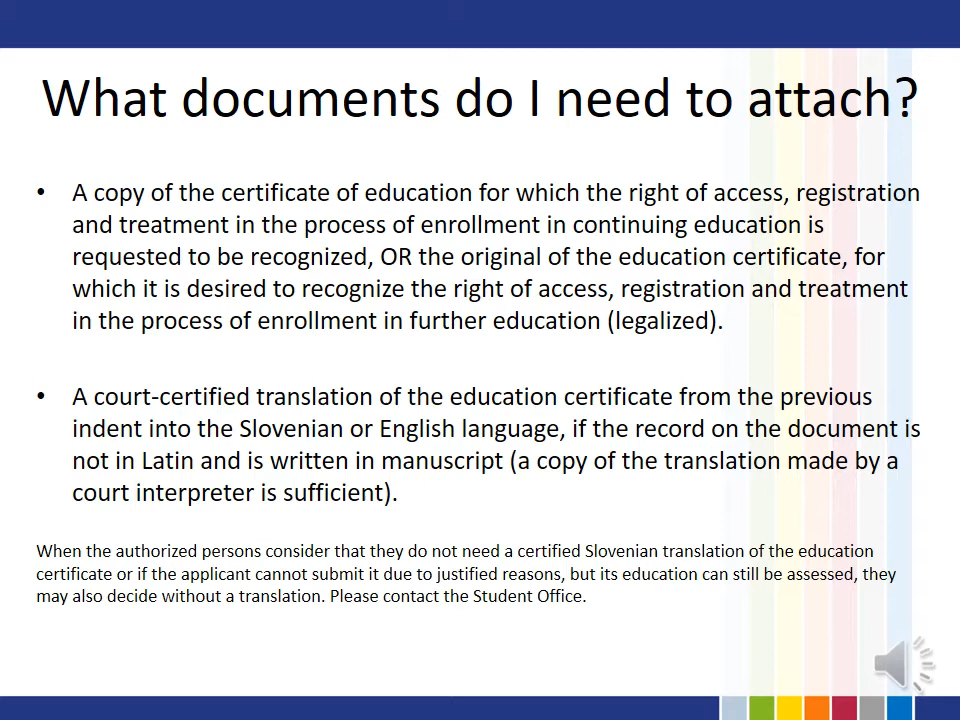 What documents do I need to attach?
• A copy of the certificate of education for which the right of access, registration
and treatment in the process of enrollment in continuing education is
requested to be recognized, OR the original of the education certificate, for
which it is desired to recognize the right of access, registration and treatment
in the process of enrollment in further education (legalized).
• A court-certified translation of the education certificate from the previous
indent into the Slovenian or English language, if the record on the document is
not in Latin and is written in manuscript (a copy of the translation made by a
court interpreter is sufficient).
When the authorized persons consider that they do not need a certified Slovenian translation of the education
certificate or if the applicant cannot submit it due to justified reasons, but its education can still be assessed, they
may also decide without a translation. Please contact the Student Office.